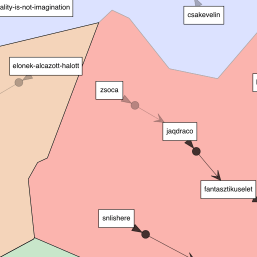 ality-is-not-imagination
csakevelin
elonek-alcazott-halott
zsoca
jaqdraco
fantasztikuselet
snlishere